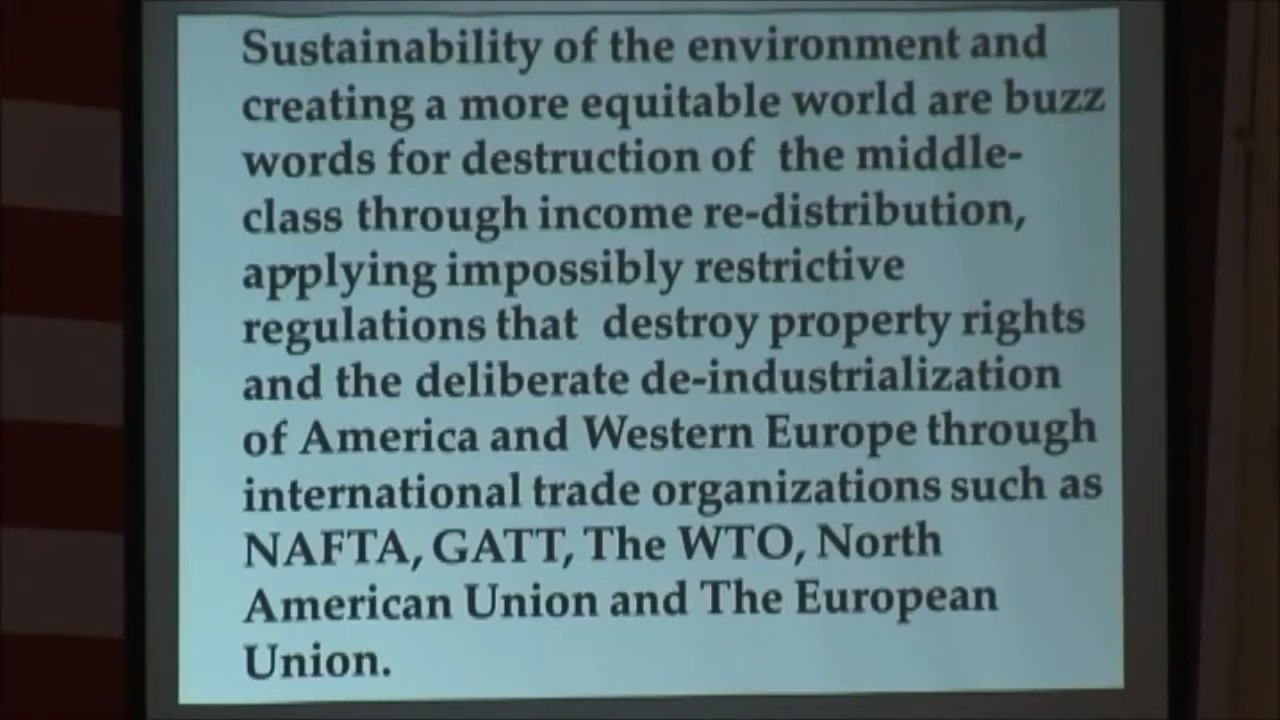 Sustainability of the environment and
creating a more equitable world are buzz
words for destruction of the middle-
class through income re-distribution,
applying impossibly restrictive
regulations that destroy property rights
and the deliberate de-industrialization
of America and Western Europe through
international trade organizations such as
NAFTA, GATT, The WTO, North
American Union and The European
Union.